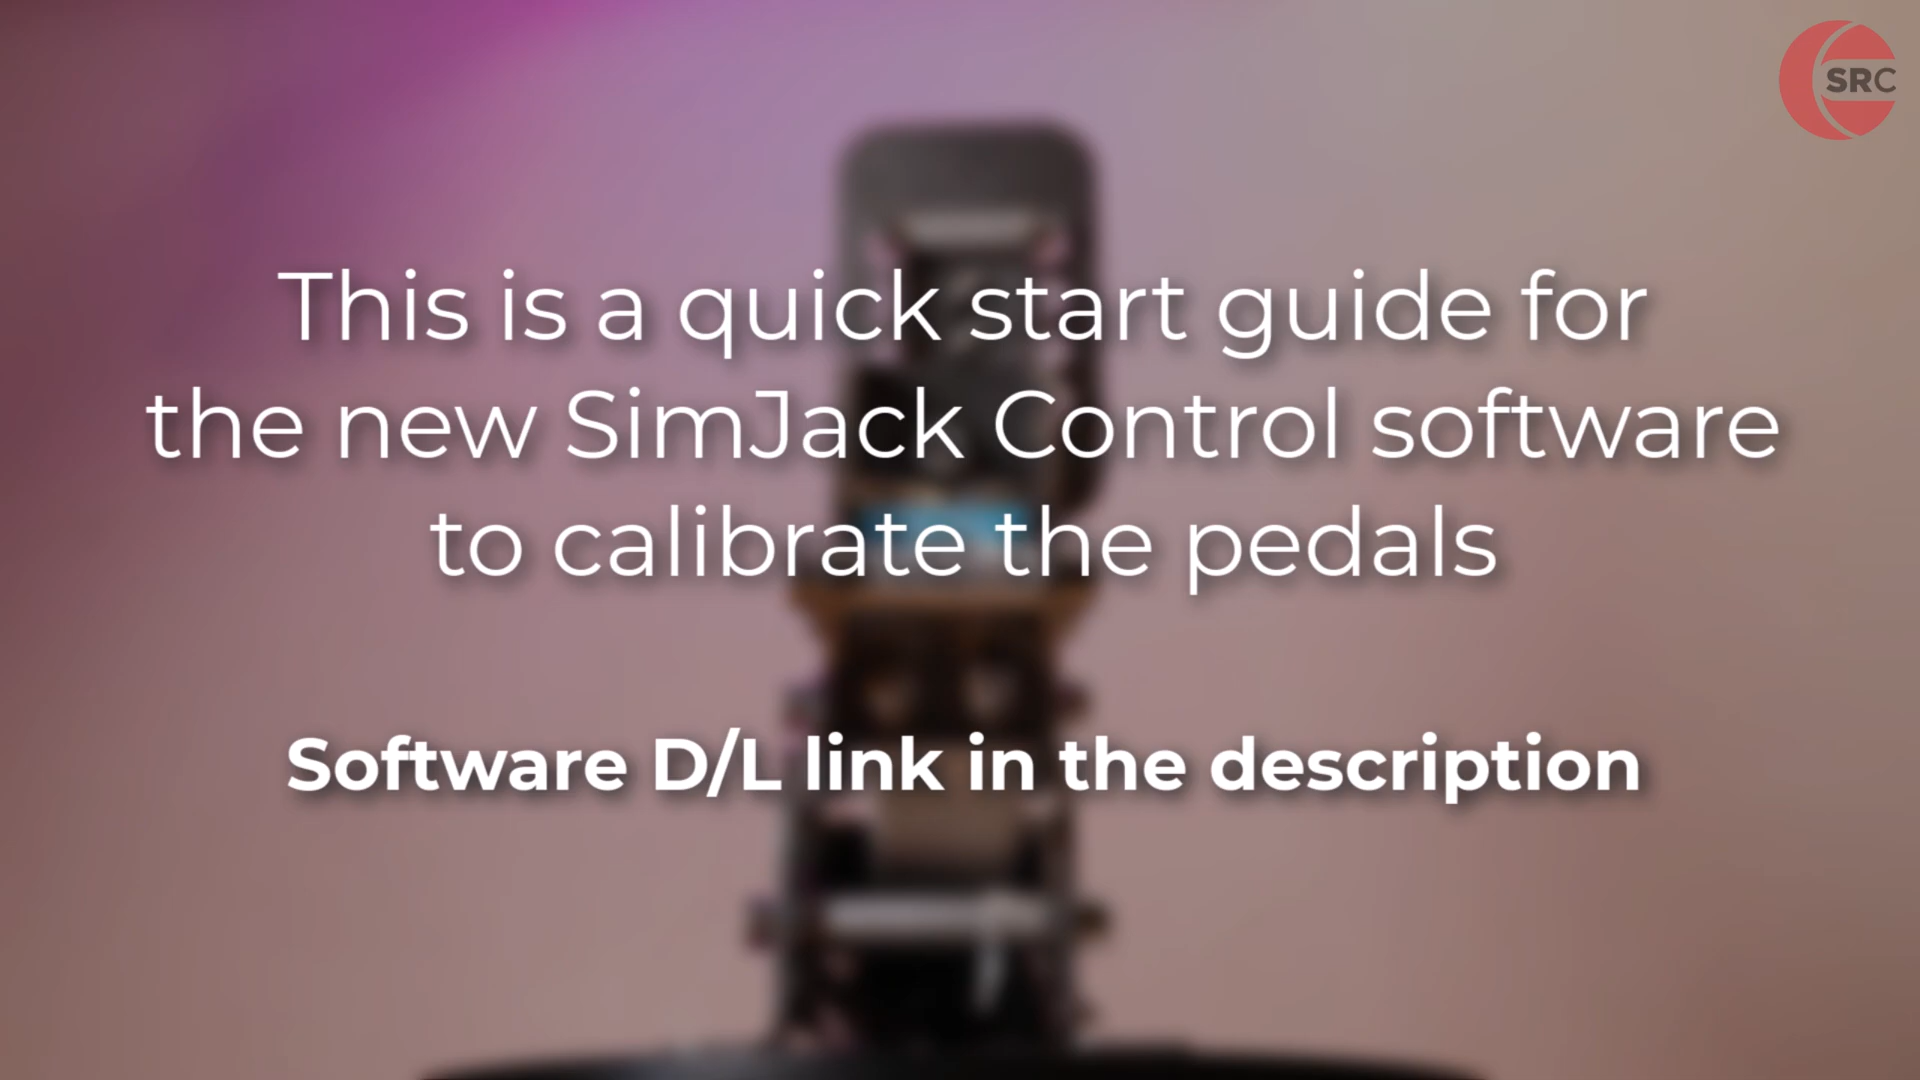 SRC
This is a quick start guide for
the new SimJack Control software
to calibrate the pedals
Software D/L link in the description